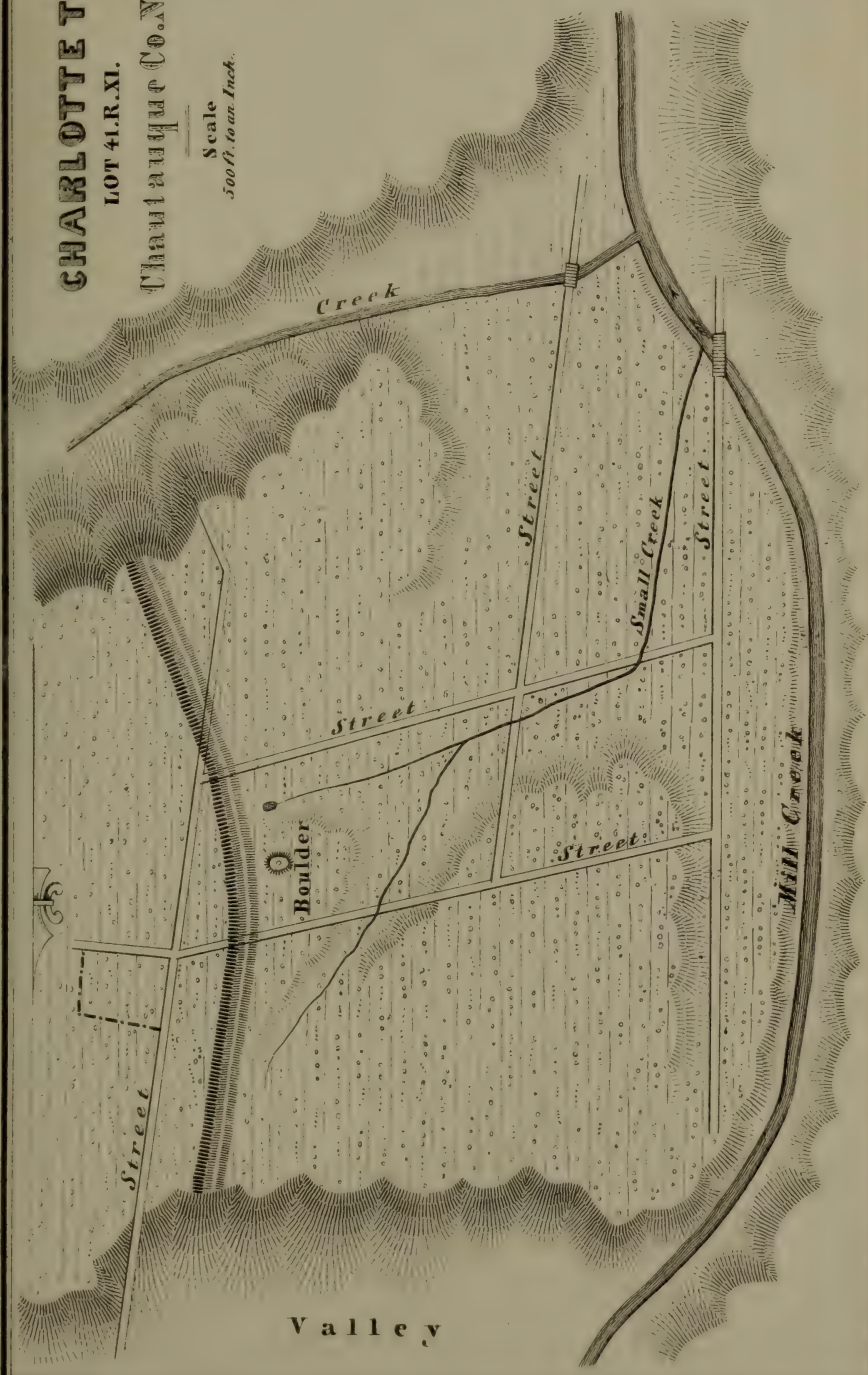 CHARLOTTE T
LOT 41.R.XI.
Chautauque Co.N
Scale
500 ft. to an Inch.
Creek
Street
Small Creek
Street
Street
Boulder
Street
Mill Creek
Street
Valley